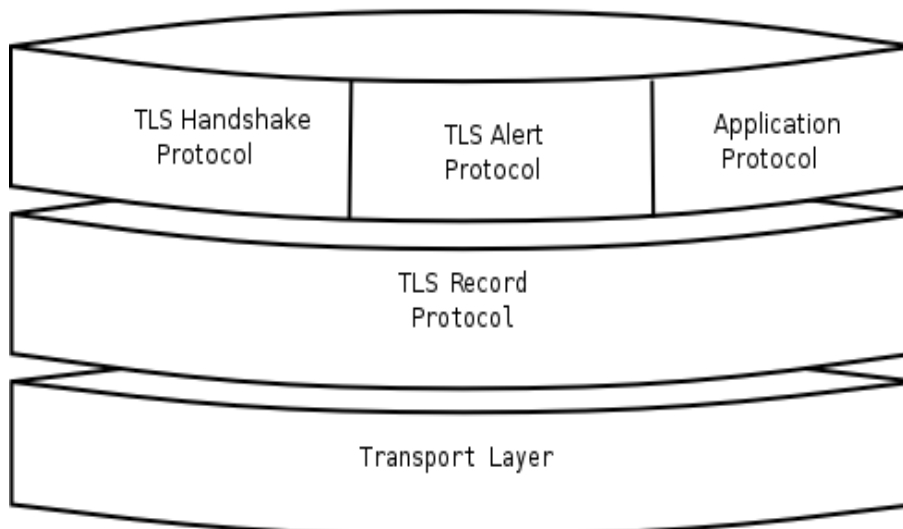 TLS Handshake
Protocol
TLS Alert
Protocol
Application
Protocol
TLS Record
Protocol
Transport Layer